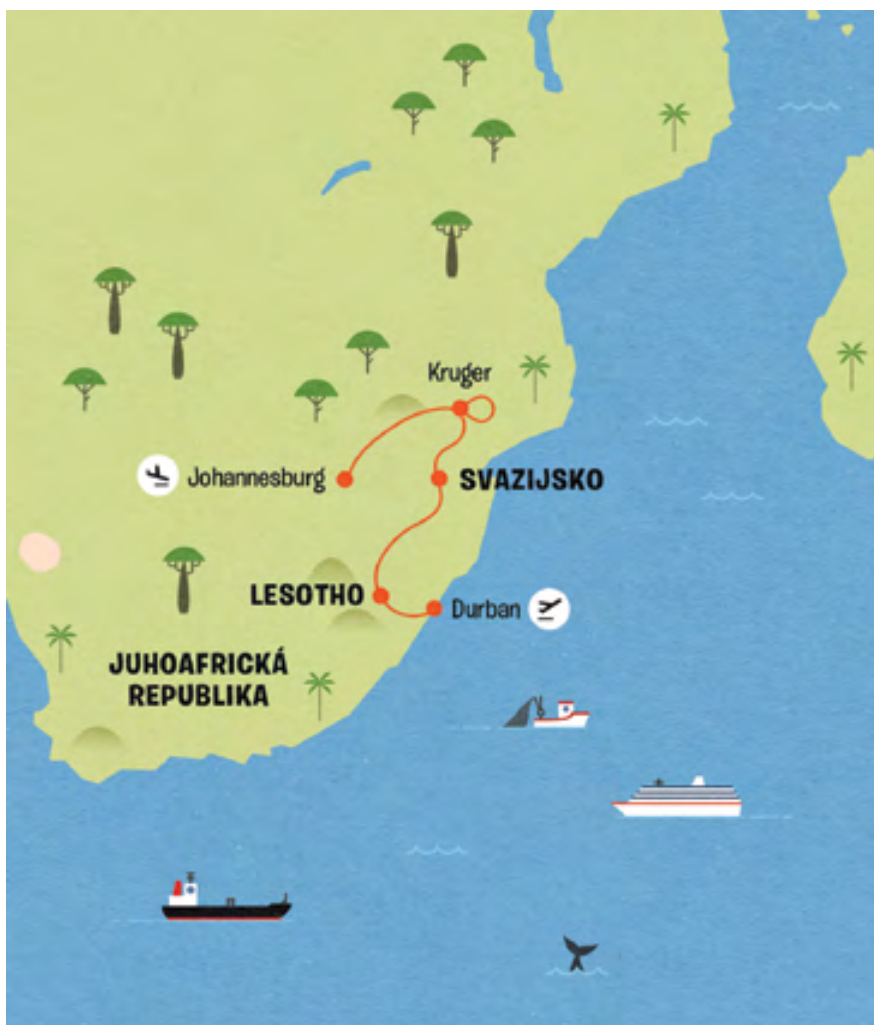 Kruger
Johannesburg
SVAZIJSKO
LESOTHO
Durban
JUHOAFRICKÁ
REPUBLIKA